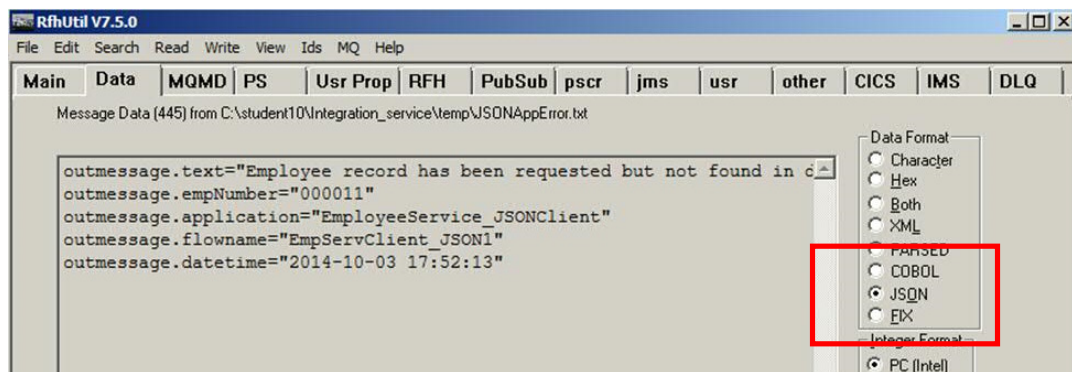 RfhUtil V7.5.0
File Edit Search Read Write View Ids MQ Help
Main Data MQMD PS Usr Prop RFH PubSub pscr jms usr other CICS IMS DLQ
Message Data (445) from C:\student10\Integration_service\temp\JSONAppError.txt
outmessage.text="Employee record has been requested but not found in
outmessage.empNumber="000011"
outmessage.application="EmployeeService_JSONClient"
outmessage.flowname="EmpServClient_JSON1"
outmessage.datetime="2014-10-03 17:52:13"
Data Format
Character
Hex
Both
XML
PARSED
COBOL
JSON
FIX
Integer Format
PC (Intel)